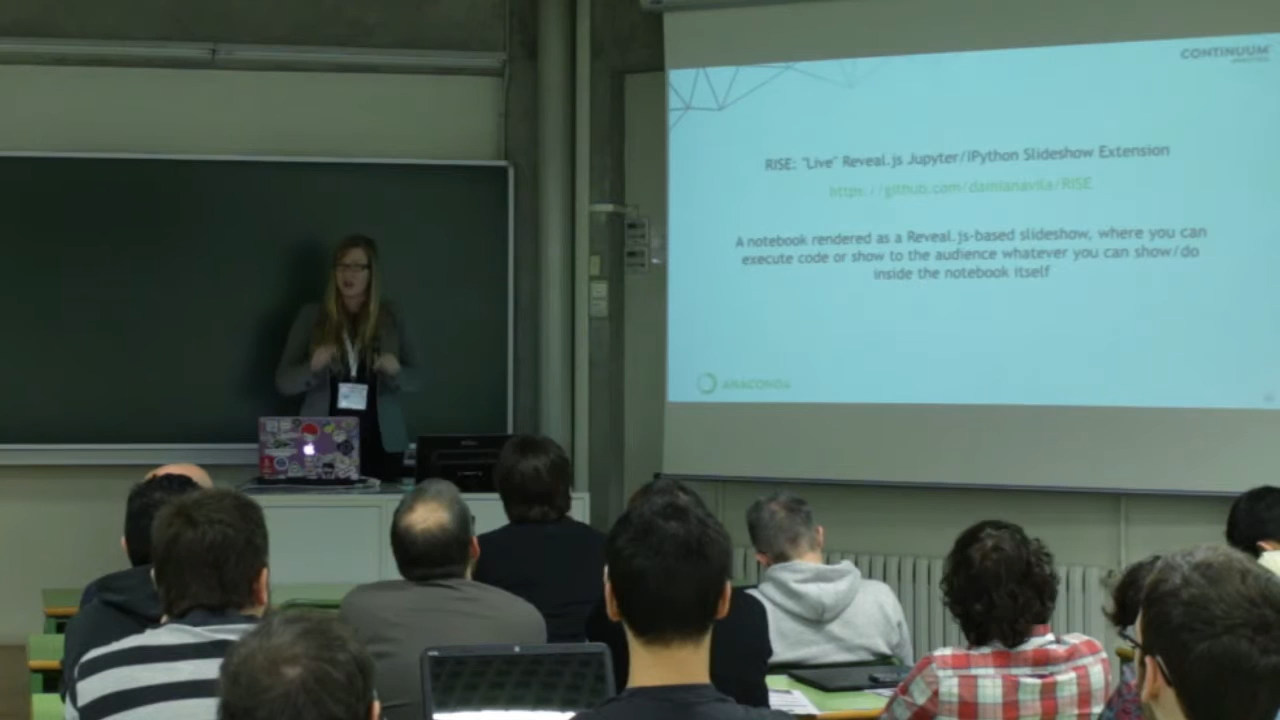 CONTINUUM
ANALYTICS
RISE: "Live" Reveal.js Jupyter/IPython Slideshow Extension
https://github.com/damianavila/RISE
A notebook rendered as a Reveal.js-based slideshow, where you can
execute code or show to the audience whatever you can show/do
inside the notebook itself
ANACONDA